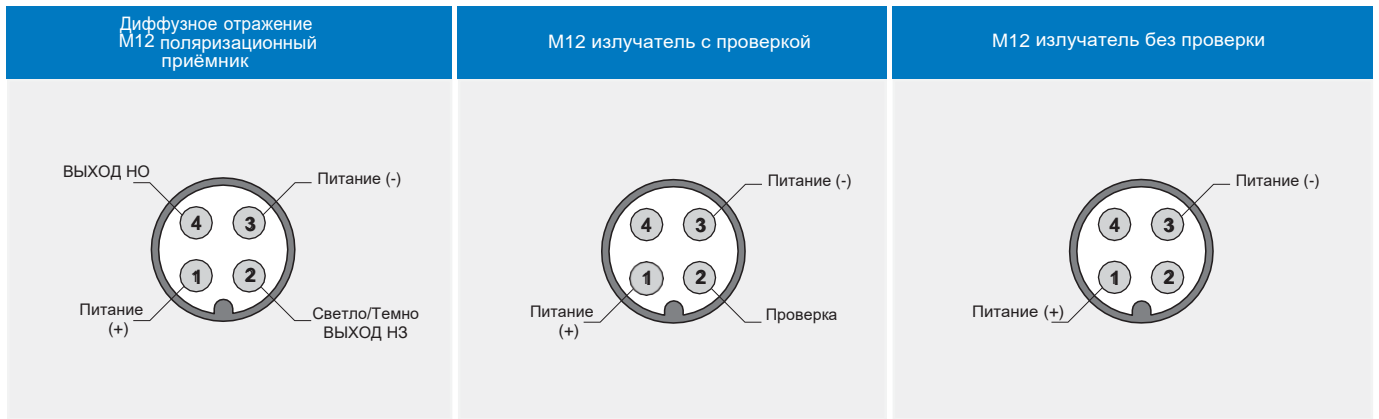 Диффузное отражение
M12 поляризационный
приёмник
M12 излучатель с проверкой
M12 излучатель без проверки
ВЫХОД НО
Питание (-)
4
3
1
2
Питание
(+)
Светло/Темно
ВЫХОД НЗ
Питание (-)
4
3
1
2
Питание
(+)
Проверка
Питание (-)
4
3
1
2
Питание (+)